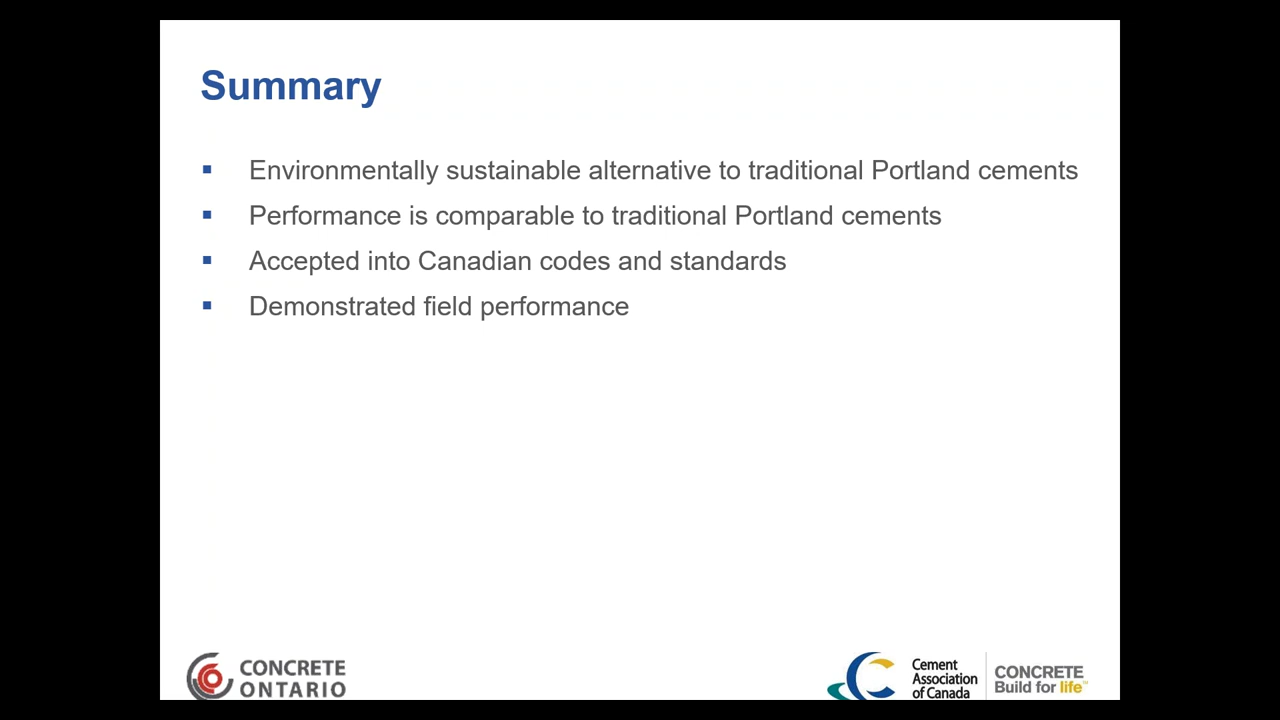 Summary
▪ Environmentally sustainable alternative to traditional Portland cements
▪ Performance is comparable to traditional Portland cements
▪ Accepted into Canadian codes and standards
▪ Demonstrated field performance
CONCRETE
ONTARIO
Cement
Association
of Canada
CONCRETE
Build for life™